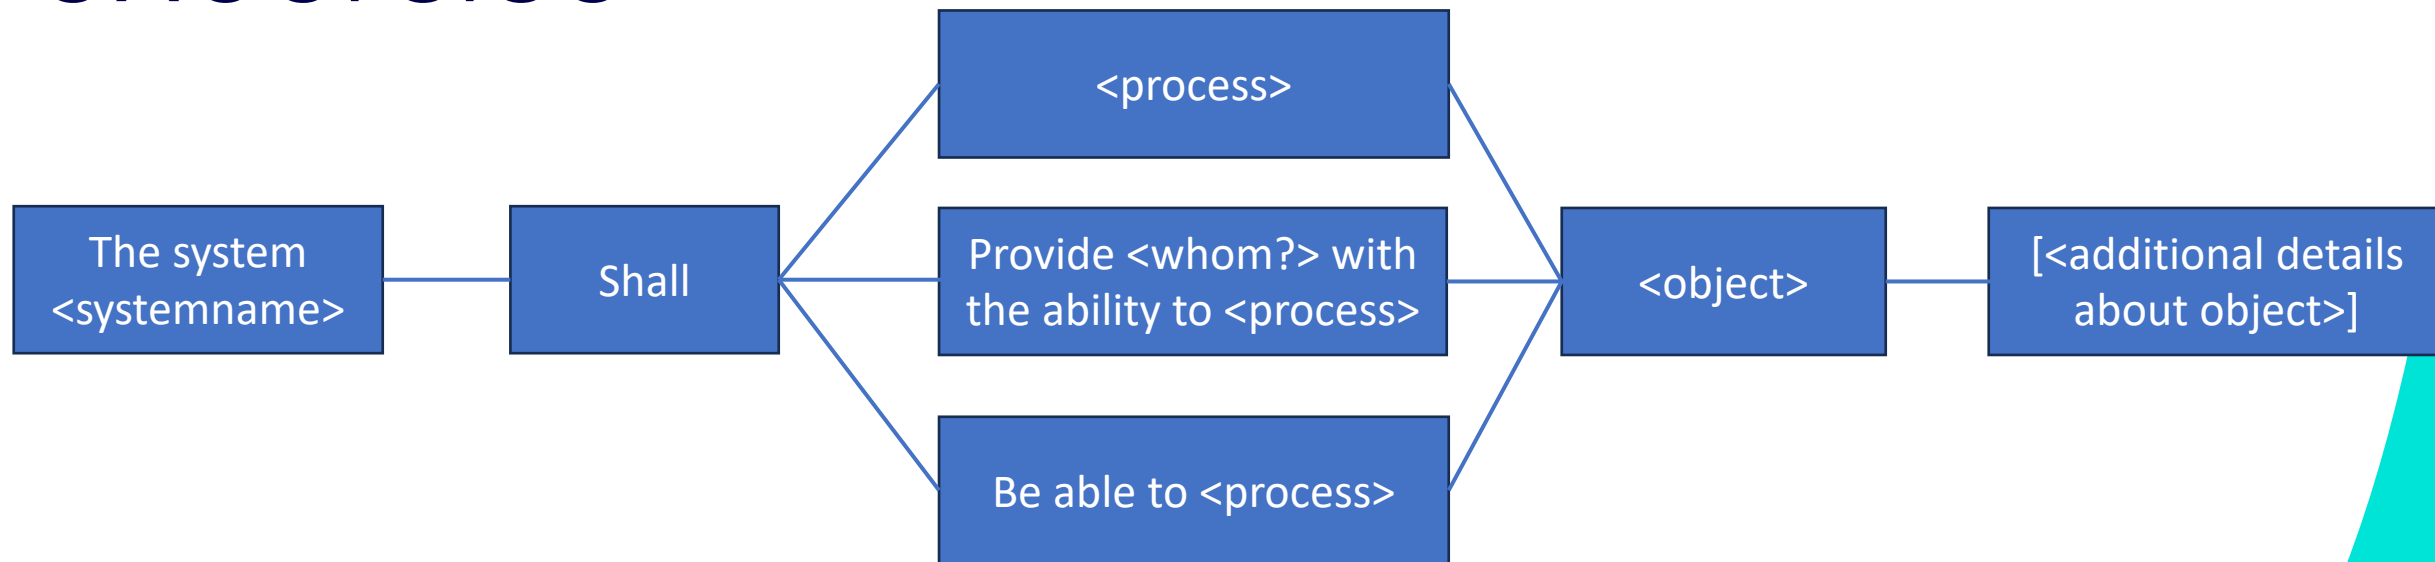 <process>
The system
<systemname>
Shall
Provide <whom?> with
the ability to <process>
<object>
[<additional details
about object>]
Be able to <process>